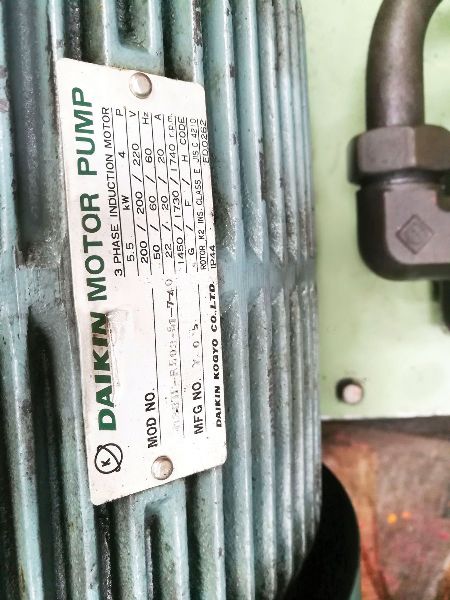 K
DAIKIN MOTOR PUMP
3 PHASE INDUCTION MOTOR
5.5 kW 4 P
200 / 200 / 220 V
50 / 60 / 60 Hz
22 / 20 / 20 A
1450 / 1730 / 1740 r.p.m.
G / F / H CODE
ROTOR K2 INS. CLASS E JIS C 4210
IP44 ED0262
MOD NO.
MFG NO.
DAIKIN KOGYO CO., LTD.